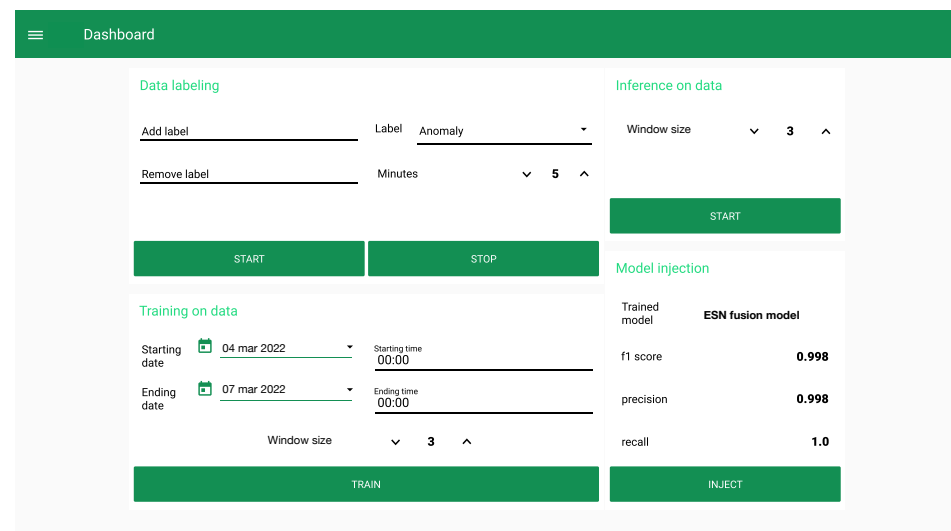 Dashboard
Data labeling
Add label
Label
Anomaly
Remove label
Minutes
5
START
STOP
Training on data
Starting
date
04 mar 2022
Starting time
00:00
Ending
date
07 mar 2022
Ending time
00:00
Window size
3
TRAIN
Inference on data
Window size
3
START
Model injection
Trained
model
ESN fusion model
f1 score
0.998
precision
0.998
recall
1.0
INJECT